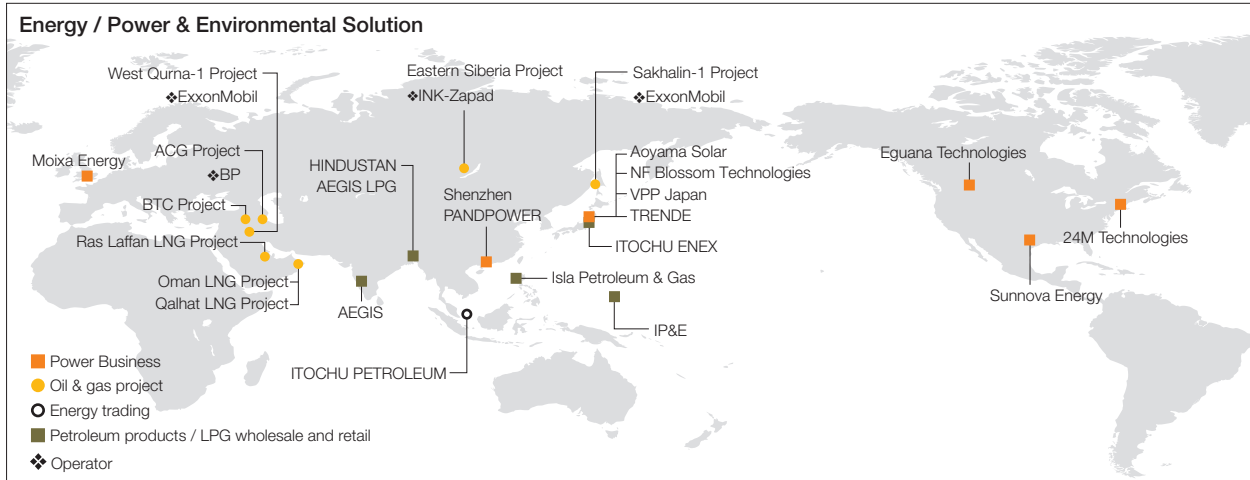 Energy / Power & Environmental Solution
West Qurna-1 Project
❖ExxonMobil
Eastern Siberia Project
❖INK-Zapad
Sakhalin-1 Project
❖ExxonMobil
Moixa Energy
ACG Project
❖BP
BTC Project
Ras Laffan LNG Project
Oman LNG Project
Qalhat LNG Project
HINDUSTAN
AEGIS LPG
AEGIS
Shenzhen
PANDPOWER
Aoyama Solar
NF Blossom Technologies
VPP Japan
TRENDE
ITOCHU ENEX
Isla Petroleum & Gas
IP&E
ITOCHU PETROLEUM
Eguana Technologies
24M Technologies
Sunnova Energy
Power Business
Oil & gas project
Energy trading
Petroleum products / LPG wholesale and retail
❖ Operator